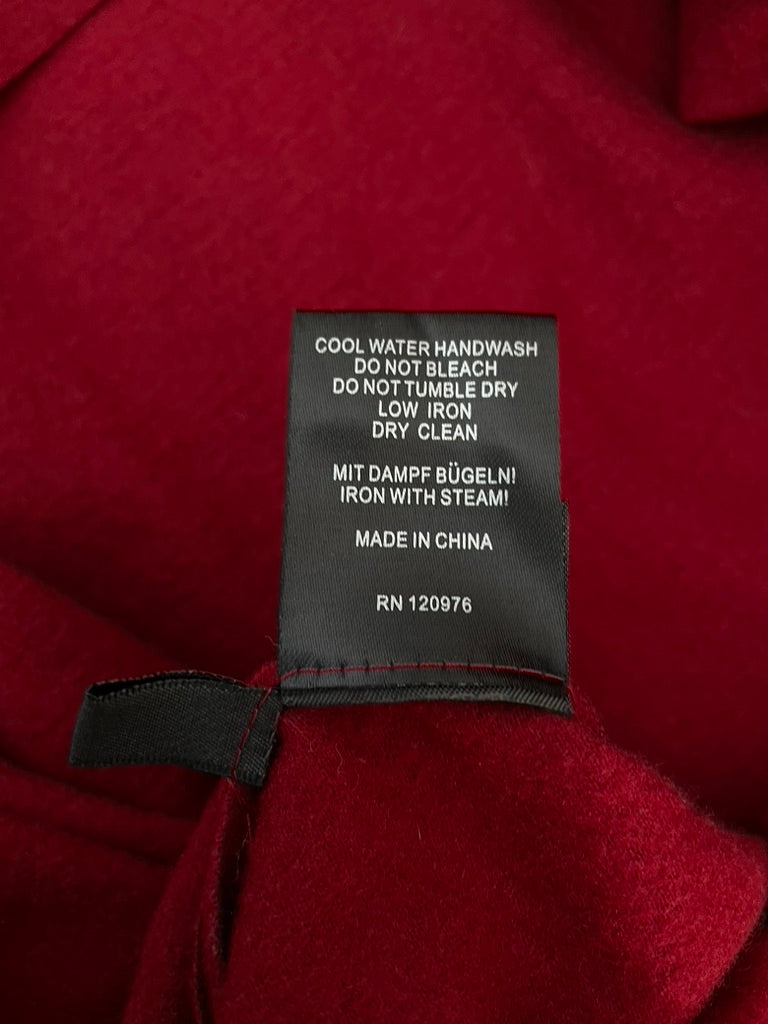 COOL WATER HANDWASH
DO NOT BLEACH
DO NOT TUMBLE DRY
LOW IRON
DRY CLEAN
MIT DAMPF BÜGELN!
IRON WITH STEAM!
MADE IN CHINA
RN 120976